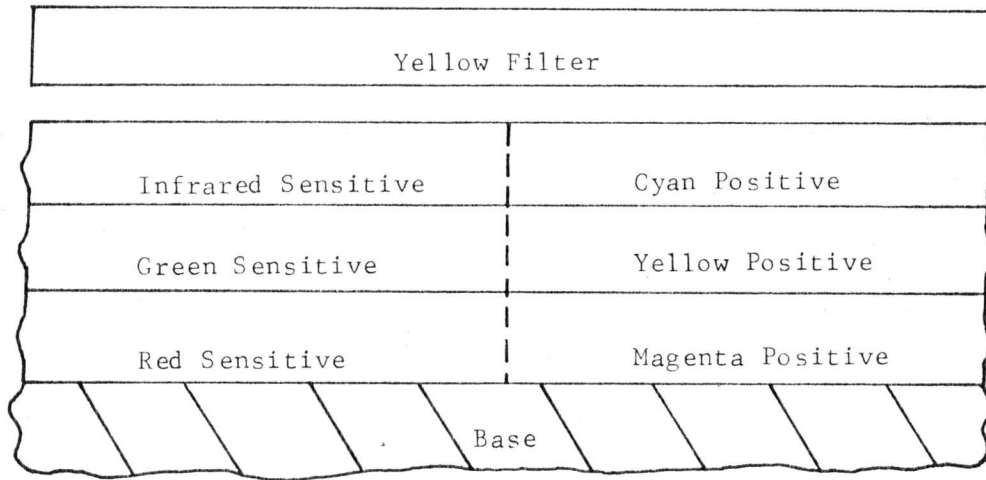 Yellow Filter
Infrared Sensitive
Cyan Positive
Green Sensitive
Yellow Positive
Red Sensitive
Magenta Positive
Base